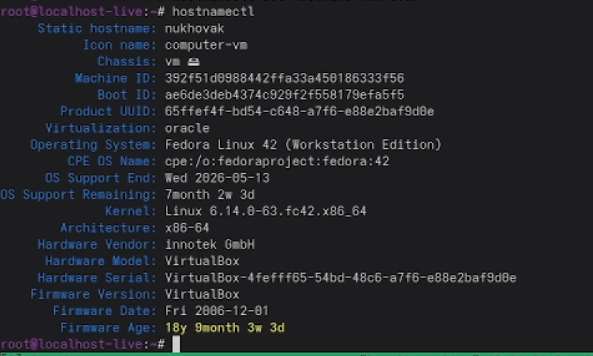 root@localhost-live:~# hostnamectl
Static hostname: nukhovak
Icon name: computer-vm
Chassis: vm 🖴
Machine ID: 392f51d0988442ffa33a450186333f56
Boot ID: ae6de3deb4374c929f2f558179efa5f5
Product UUID: 65ffef4f-bd54-c648-a7f6-e88e2baf9d0e
Virtualization: oracle
Operating System: Fedora Linux 42 (Workstation Edition)
CPE OS Name: cpe:/o:fedoraproject:fedora:42
OS Support End: Wed 2026-05-13
OS Support Remaining: 7month 2w 3d
Kernel: Linux 6.14.0-63.fc42.x86_64
Architecture: x86-64
Hardware Vendor: innotek GmbH
Hardware Model: VirtualBox
Hardware Serial: VirtualBox-4fefff65-54bd-48c6-a7f6-e88e2baf9d0e
Firmware Version: VirtualBox
Firmware Date: Fri 2006-12-01
Firmware Age: 18y 9month 3w 3d
root@localhost-live:~#